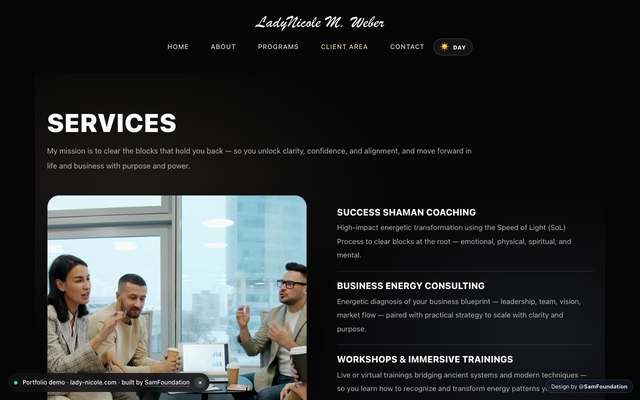 LadyNicole M. Weber
HOME ABOUT PROGRAMS CLIENT AREA CONTACT DAY
SERVICES
My mission is to clear the blocks that hold you back — so you unlock clarity, confidence, and alignment, and move forward in
life and business with purpose and power.
SUCCESS SHAMAN COACHING
High-impact energetic transformation using the Speed of Light (SoL)
Process to clear blocks at the root — emotional, physical, spiritual, and
mental.
BUSINESS ENERGY CONSULTING
Energetic diagnosis of your business blueprint — leadership, team, vision,
market flow — paired with practical strategy to scale with clarity and
purpose.
WORKSHOPS & IMMERSIVE TRAININGS
Live or virtual trainings bridging ancient systems and modern techniques —
so you learn how to recognize and transform energy patterns
Portfolio demo · lady-nicole.com · built by SamFoundation ×
Design by @SamFoundation